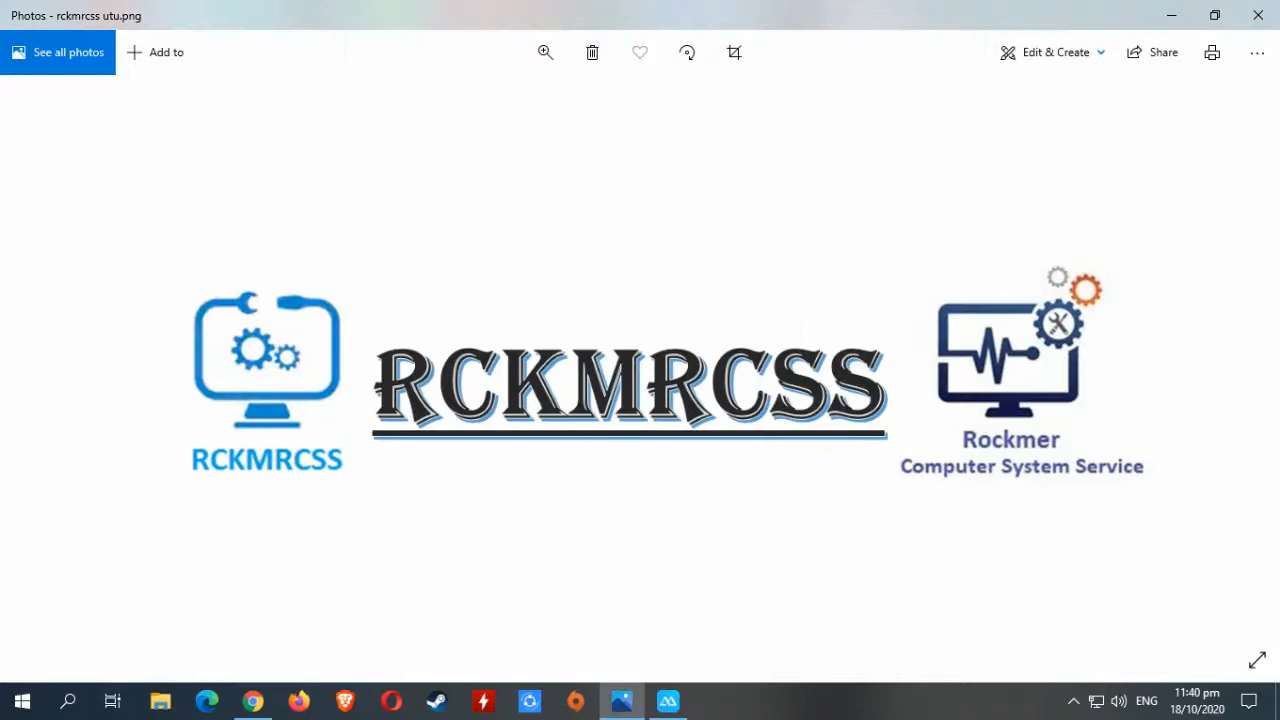 Photos - rckmrcss utu.png
See all photos
Add to
Edit & Create
Share
RCKMRCSS
RCKMRCSS
Rockmer
Computer System Service
ENG
11:40 pm
18/10/2020